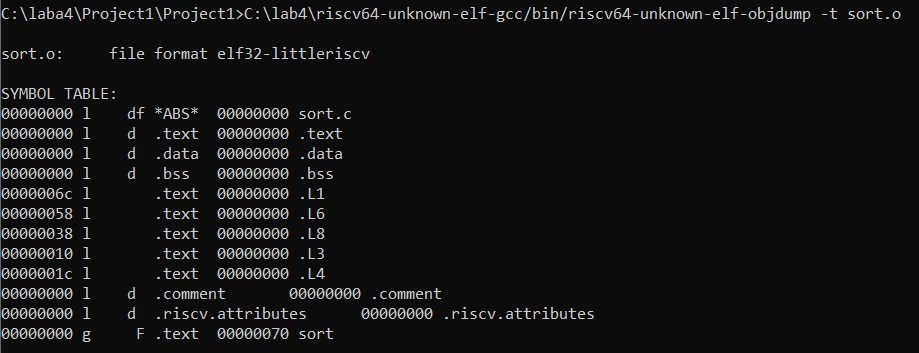 C:\laba4\Project1\Project1>C:\lab4\riscv64-unknown-elf-gcc/bin/riscv64-unknown-elf-objdump -t sort.o
sort.o:     file format elf32-littleriscv
SYMBOL TABLE:
00000000 l    df *ABS*  00000000 sort.c
00000000 l    d  .text  00000000 .text
00000000 l    d  .data  00000000 .data
00000000 l    d  .bss   00000000 .bss
0000006c l       .text  00000000 .L1
00000058 l       .text  00000000 .L6
00000038 l       .text  00000000 .L8
00000010 l       .text  00000000 .L3
0000001c l       .text  00000000 .L4
00000000 l    d  .comment       00000000 .comment
00000000 l    d  .riscv.attributes      00000000 .riscv.attributes
00000000 g     F .text  00000070 sort